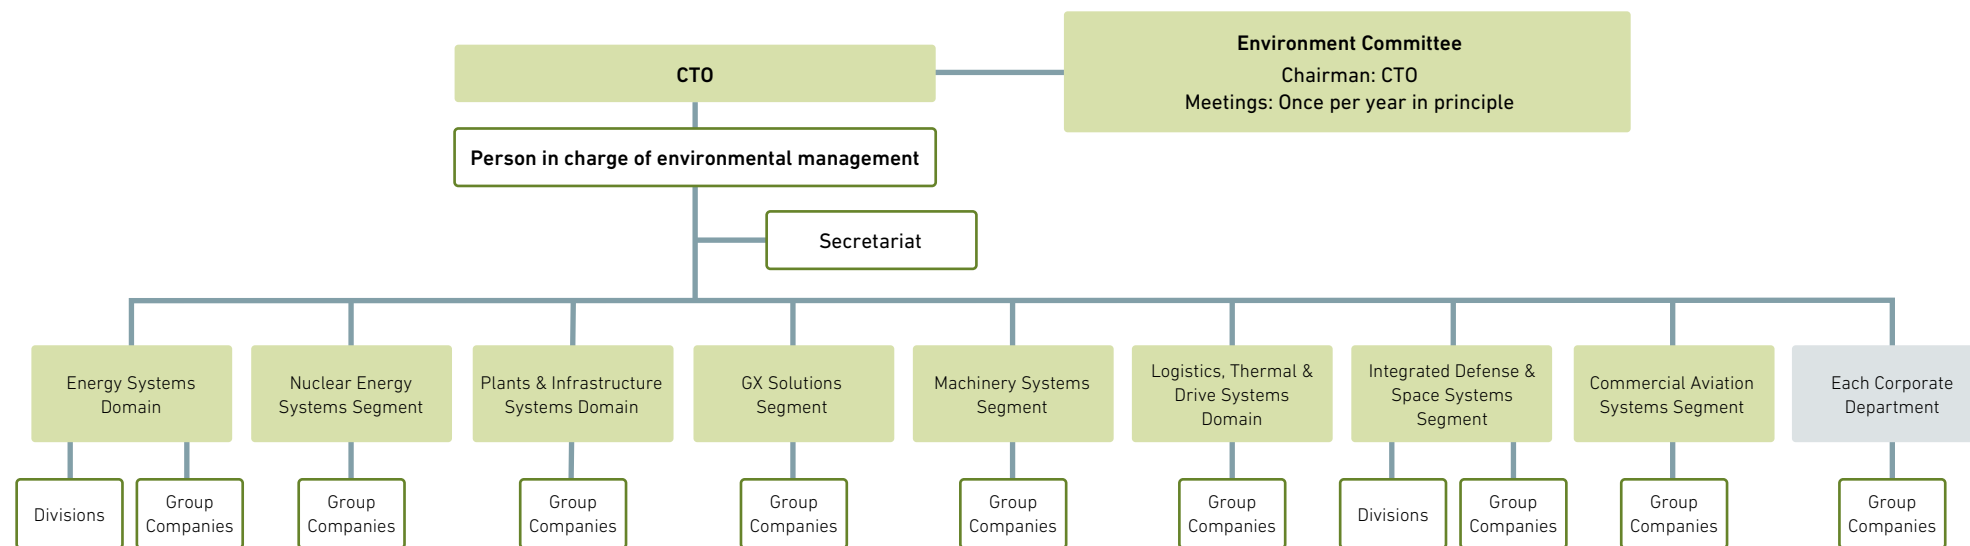 Environment Committee
Chairman: CTO
Meetings: Once per year in principle
CTO
Person in charge of environmental management
Secretariat
Energy Systems
Domain
Nuclear Energy
Systems Segment
Plants & Infrastructure
Systems Domain
GX Solutions
Segment
Machinery Systems
Segment
Logistics, Thermal &
Drive Systems
Domain
Integrated Defense &
Space Systems
Segment
Commercial Aviation
Systems Segment
Each Corporate
Department
Divisions
Group
Companies
Group
Companies
Group
Companies
Group
Companies
Group
Companies
Group
Companies
Divisions
Group
Companies
Group
Companies
Group
Companies